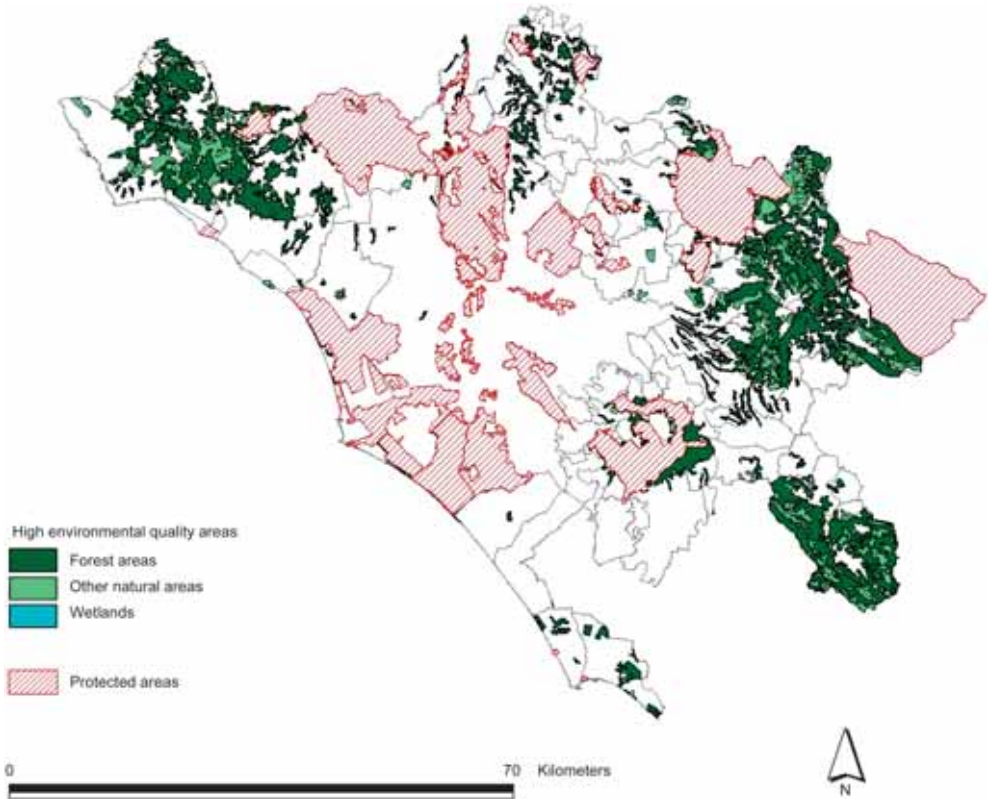 High environmental quality areas
Forest areas
Other natural areas
Wetlands
Protected areas
0 70 Kilometers
N